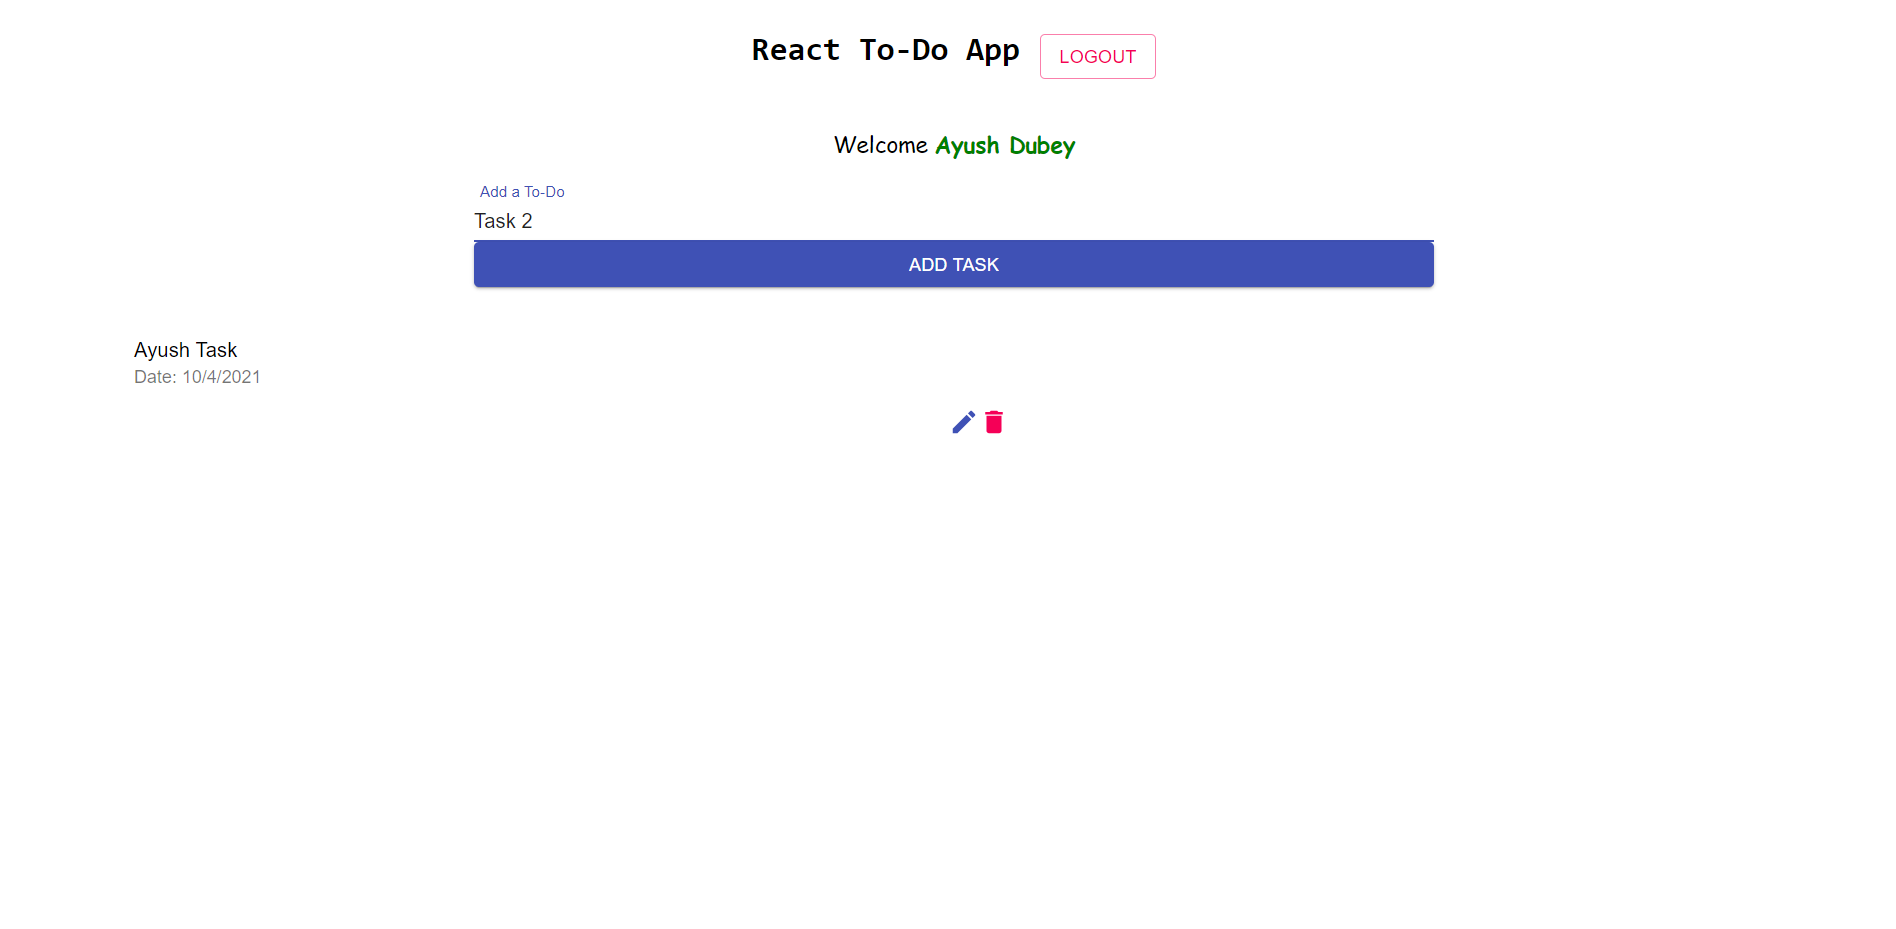 React To-Do App LOGOUT
Welcome Ayush Dubey
Add a To-Do
Task 2
ADD TASK
Ayush Task
Date: 10/4/2021